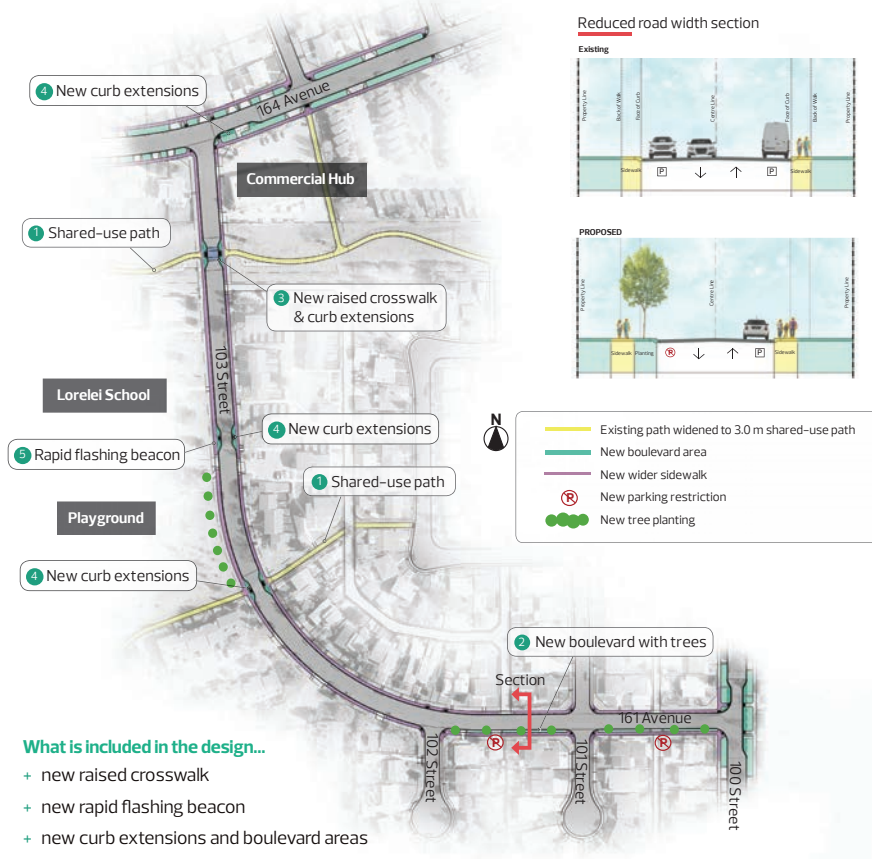 Reduced road width section
Existing
Property Line
Back of Walk
Face of Curb
Centre Line
Face of Curb
Back of Walk
Property Line
Sidewalk
P
P
Sidewalk
PROPOSED
Property Line
Centre Line
Property Line
Sidewalk
Planting
P
P
Sidewalk
N
Existing path widened to 3.0 m shared-use path
New boulevard area
New wider sidewalk
P
New parking restriction
New tree planting
4 New curb extensions
164 Avenue
Commercial Hub
1 Shared-use path
3 New raised crosswalk
& curb extensions
103 Street
Lorelei School
4 New curb extensions
5 Rapid flashing beacon
1 Shared-use path
Playground
4 New curb extensions
2 New boulevard with trees
Section
161 Avenue
P
P
102 Street
101 Street
100 Street
What is included in the design...
+ new raised crosswalk
+ new rapid flashing beacon
+ new curb extensions and boulevard areas